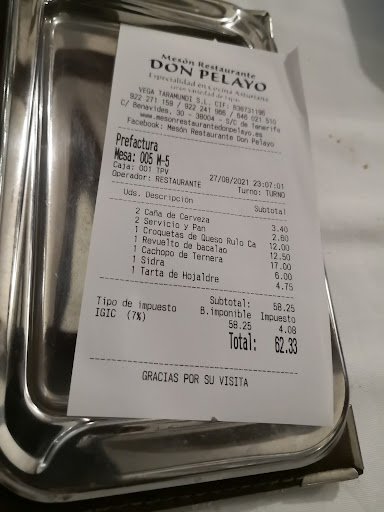 Mesón Restaurante
DON PELAYO
Especialidad en Cocina Asturiana
VEGA TARAMUNDI S.L. CIF: B38731196
922 271 159 / 922 241 966 / 646 021 510
C/ Benavides, 30 - 38004 - S/C de Tenerife
www.mesonrestaurantedonpelayo.es
Facebook: Mesón Restaurante Don Pelayo
Prefactura
Mesa: 005 M-5
27/08/2021 23:07:01
Caja: 001 TPV Turno: TURNO
Operador: RESTAURANTE
Uds. Descripción Subtotal
2 Caña de Cerveza 3.40
2 Servicio y Pan 2.60
1 Croquetas de Queso Rulo Ca 12.00
1 Revuelto de bacalao 12.50
1 Cachopo de Ternera 17.00
1 Sidra 6.00
1 Tarta de Hojaldre 4.75
Subtotal: 58.25
Tipo de impuesto B.imponible Impuesto
IGIC (7%) 58.25 4.08
Total: 62.33
GRACIAS POR SU VISITA